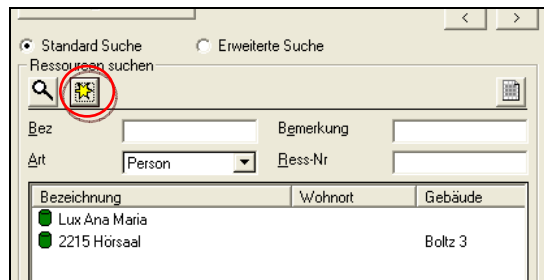 < >
Standard Suche Erweiterte Suche
Ressourcen suchen
Bez Bemerkung
Art Person Ress-Nr
Bezeichnung Wohnort Gebäude
Lux Ana Maria
2215 Hörsaal Boltz 3